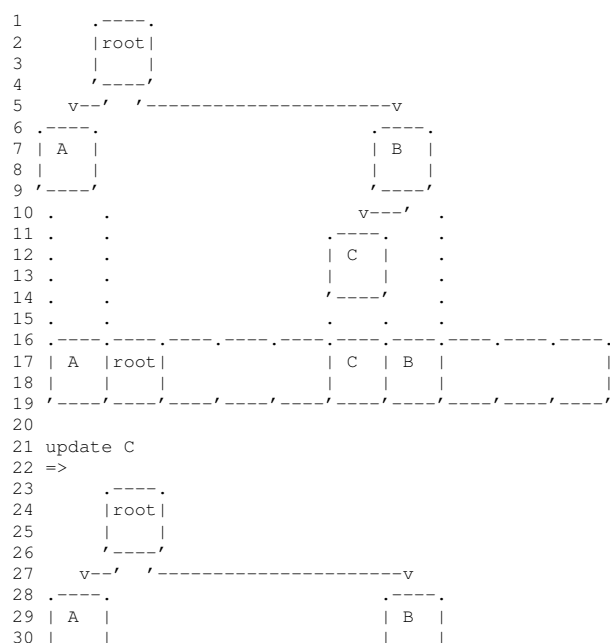 1       .----.
2       |root|
3       |    |
4       '----'
5     v--'  '----------------------v
6  .----.                        .----.
7  | A  |                        | B  |
8  |    |                        |    |
9  '----'                        '----'
10 .    .                      v---'  .
11 .    .                   .----.    .
12 .    .                   | C  |    .
13 .    .                   |    |    .
14 .    .                   '----'    .
15 .    .                   .    .    .
16 .----.----.----.----.----.----.----.----.----.----.
17 | A  |root|              | C  | B  |              |
18 |    |    |              |    |    |              |
19 '----'----'----'----'----'----'----'----'----'----'
20
21 update C
22 =>
23      .----.
24      |root|
25      |    |
26      '----'
27    v--'  '----------------------v
28 .----.                        .----.
29 | A  |                        | B  |
30 |    |                        |    |